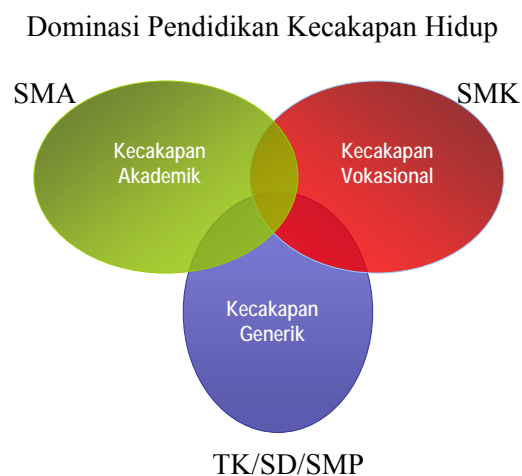 Dominasi Pendidikan Kecakapan Hidup
SMA
SMK
Kecakapan
Akademik
Kecakapan
Vokasional
Kecakapan
Generik
TK/SD/SMP